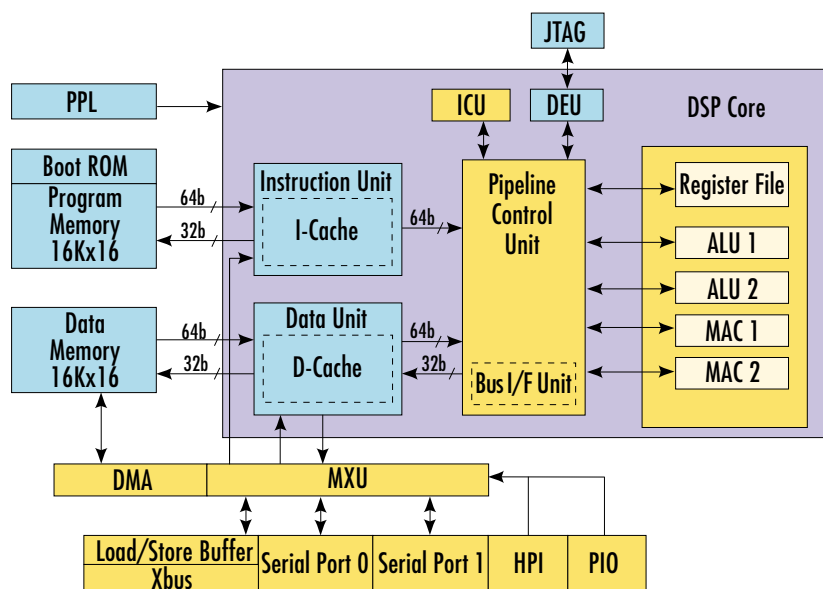 JTAG
PPL
ICU
DEU
DSP Core
Boot ROM
Program
Memory
16Kx16
64b
32b
Instruction Unit
I-Cache
64b
Pipeline
Control
Unit
Register File
ALU 1
ALU 2
MAC 1
MAC 2
Data
Memory
16Kx16
64b
32b
Data Unit
D-Cache
64b
32b
Bus I/F Unit
DMA
MXU
Load/Store Buffer
Xbus
Serial Port 0
Serial Port 1
HPI
PIO